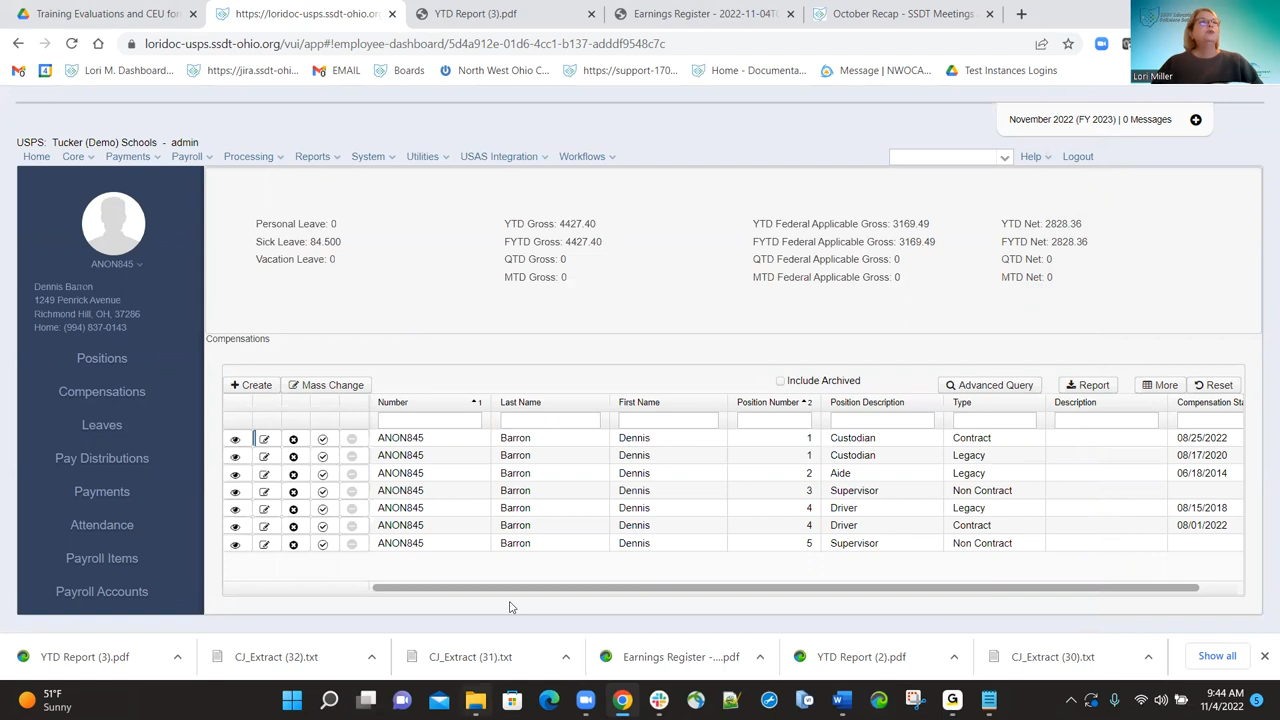 Training Evaluations and CEU for
https://loridoc-usps.ssdt-ohio.org
YTD Report (3).pdf
Earnings Register - 2022-11-04T0
October Recap - SSDT Meetings
loridoc-usps.ssdt-ohio.org/vui/app#!employee-dashboard/5d4a912e-0cd6-4cc1-b137-adddf9548c7c
Lori M. Dashboard...
https://jira.ssdt-ohi...
EMAIL
Boards
North West Ohio C...
https://support-170...
Home - Documenta...
Message | NWOCA...
Test Instances Logins
Lori Miller
November 2022 (FY 2023) | 0 Messages
USPS: Tucker (Demo) Schools - admin
Home Core Payments Payroll Processing Reports System Utilities USAS Integration Workflows Help Logout
ANON845
Dennis Barron
1249 Penrick Avenue
Richmond Hill, OH, 37286
Home: (994) 837-0143
Positions
Compensations
Leaves
Pay Distributions
Payments
Attendance
Payroll Items
Payroll Accounts
Personal Leave: 0 YTD Gross: 4427.40 YTD Federal Applicable Gross: 3169.49 YTD Net: 2828.36
Sick Leave: 84.500 FYTD Gross: 4427.40 FYTD Federal Applicable Gross: 3169.49 FYTD Net: 2828.36
Vacation Leave: 0 QTD Gross: 0 QTD Federal Applicable Gross: 0 QTD Net: 0
MTD Gross: 0 MTD Federal Applicable Gross: 0 MTD Net: 0
Compensations
Create Mass Change Include Archived Advanced Query Report More Reset
Number 1 Last Name First Name Position Number 2 Position Description Type Description Compensation Sta
ANON845 Barron Dennis 1 Custodian Contract 08/25/2022
ANON845 Barron Dennis 1 Custodian Legacy 08/17/2020
ANON845 Barron Dennis 2 Aide Legacy 06/18/2014
ANON845 Barron Dennis 3 Supervisor Non Contract
ANON845 Barron Dennis 4 Driver Legacy 08/15/2018
ANON845 Barron Dennis 4 Driver Contract 08/01/2022
ANON845 Barron Dennis 5 Supervisor Non Contract
YTD Report (3).pdf
CJ_Extract (32).txt
CJ_Extract (31).txt
Earnings Register -....pdf
YTD Report (2).pdf
CJ_Extract (30).txt
Show all
51°F
Sunny
9:44 AM
11/4/2022
5